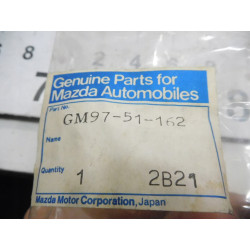 Genuine Parts for
Mazda Automobiles
Part No.
GM97-51-162
Name
Quantity
1 2B21
Mazda Motor Corporation, Japan